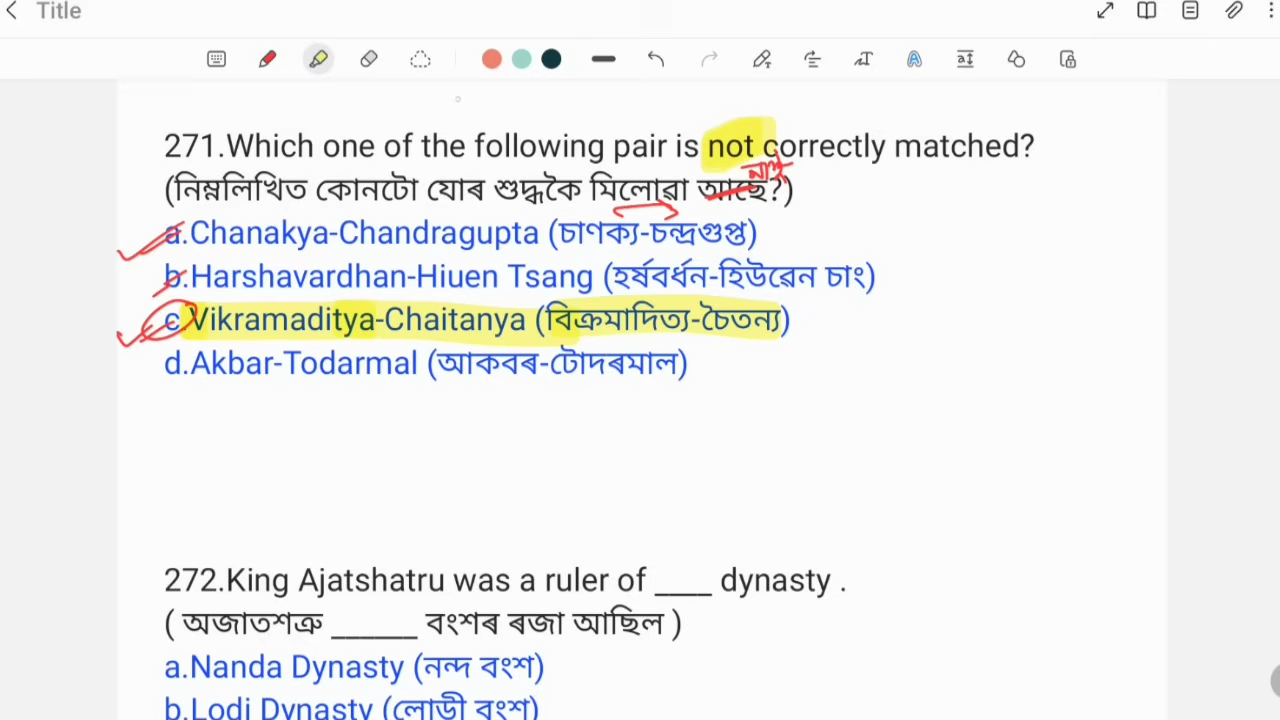 Title
271.Which one of the following pair is not correctly matched?
নাই
(নিম্নলিখিত কোনটো যোৰ শুদ্ধকৈ মিলোৱা আছে?)
a.Chanakya-Chandragupta (চাণক্য-চন্দ্ৰগুপ্ত)
b.Harshavardhan-Hiuen Tsang (হৰ্ষবৰ্ধন-হিউৱেন চাং)
c Vikramaditya-Chaitanya (বিক্ৰমাদিত্য-চৈতন্য)
d.Akbar-Todarmal (আকবৰ-টোদৰমাল)
272.King Ajatshatru was a ruler of ____ dynasty .
( অজাতশত্ৰু ______ বংশৰ ৰজা আছিল )
a.Nanda Dynasty (নন্দ বংশ)
b.Lodi Dynasty (লোডী বংশ)